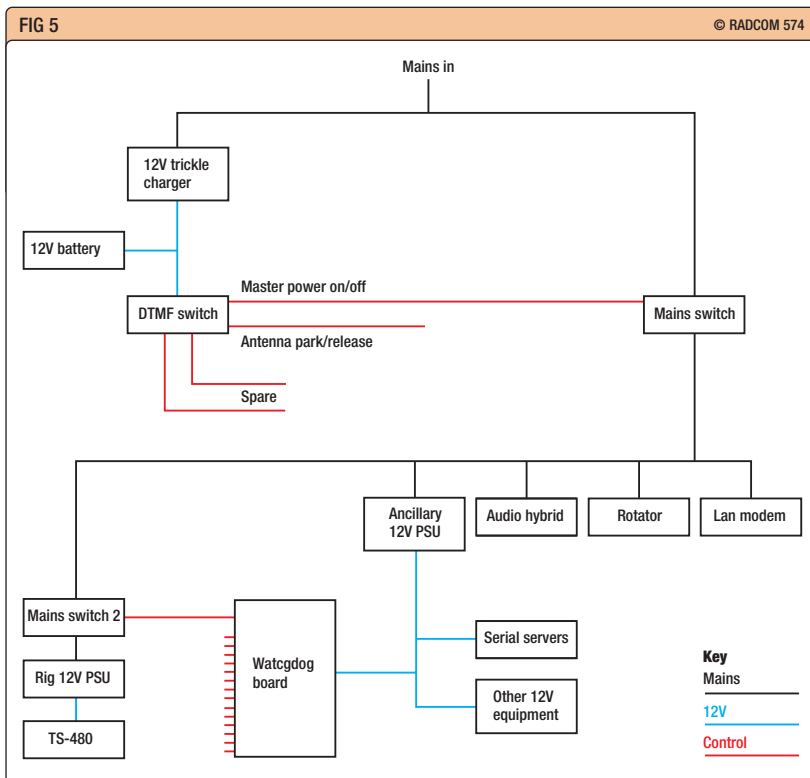 FIG 5
© RADCOM 574
Mains in
12V trickle
charger
12V battery
Master power on/off
DTMF switch
Mains switch
Antenna park/release
Spare
Ancillary
12V PSU
Audio hybrid
Rotator
Lan modem
Mains switch 2
Watcgdog
board
Serial servers
Rig 12V PSU
Other 12V
equipment
TS-480
Key
Mains
12V
Control